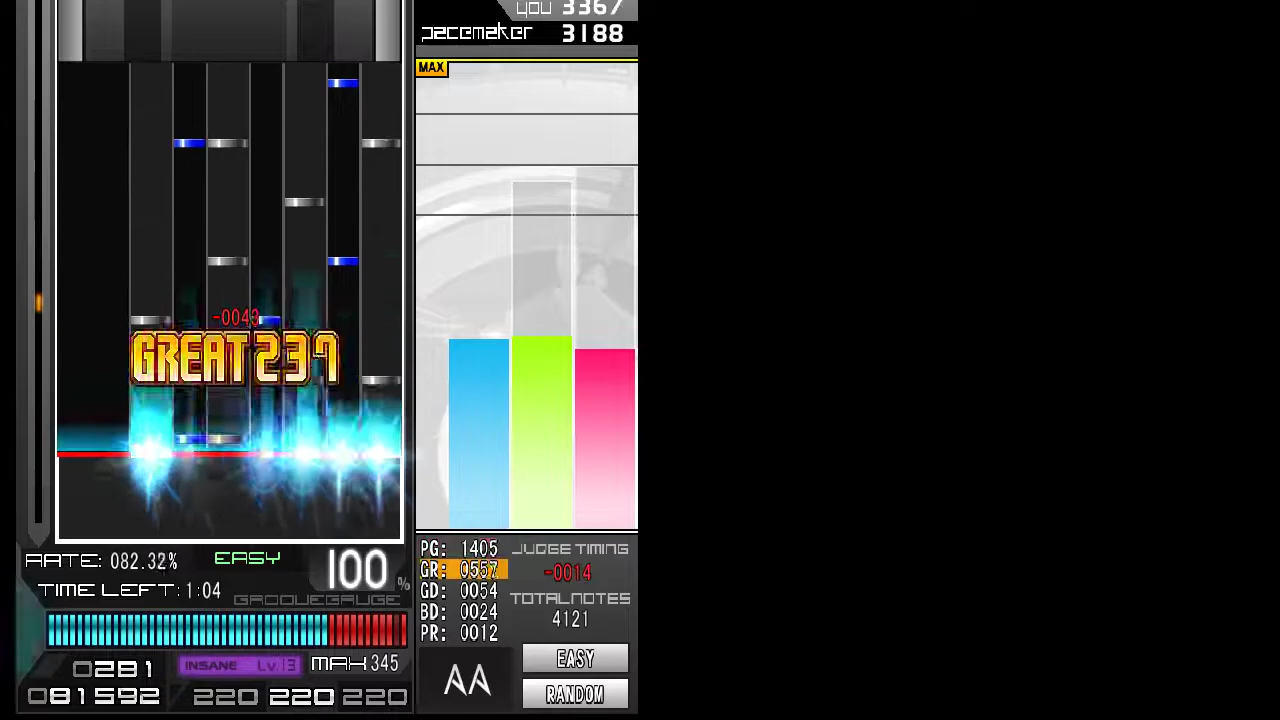 you 3367
pacemaker 3188
MAX
-0043
GREAT 237
RATE: 082.32% EASY 100 %
TIME LEFT: 1:04
GROOVEGAUGE
0281 INSANE Lv.13 MAX 345
081592 220 220 220
PG: 1405
GR: 0557
GD: 0054
BD: 0024
PR: 0012
JUDGE TIMING
-0014
TOTALNOTES
4121
AA
EASY
RANDOM